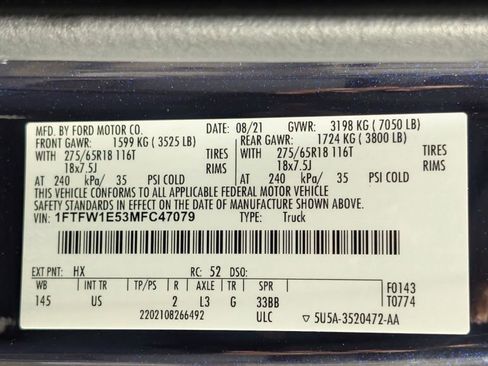 MFD. BY FORD MOTOR CO. DATE: 08/21 GVWR: 3198 KG ( 7050 LB)
FRONT GAWR: 1599 KG ( 3525 LB) REAR GAWR: 1724 KG ( 3800 LB)
WITH 275/65R18 116T TIRES WITH 275/65R18 116T TIRES
18x7.5J RIMS 18x7.5J RIMS
AT 240 kPa/ 35 PSI COLD AT 240 kPa/ 35 PSI COLD
THIS VEHICLE CONFORMS TO ALL APPLICABLE FEDERAL MOTOR VEHICLE
SAFETY STANDARDS IN EFFECT ON THE DATE OF MANUFACTURE SHOWN ABOVE.
VIN: 1FTFW1E53MFC47079 TYPE: Truck
EXT PNT: HX RC: 52 DSO:
WB INT TR TP/PS R AXLE TR SPR F0143
145 US 2 L3 G 33BB T0774
2202108266492 ULC ▽ 5U5A-3520472-AA